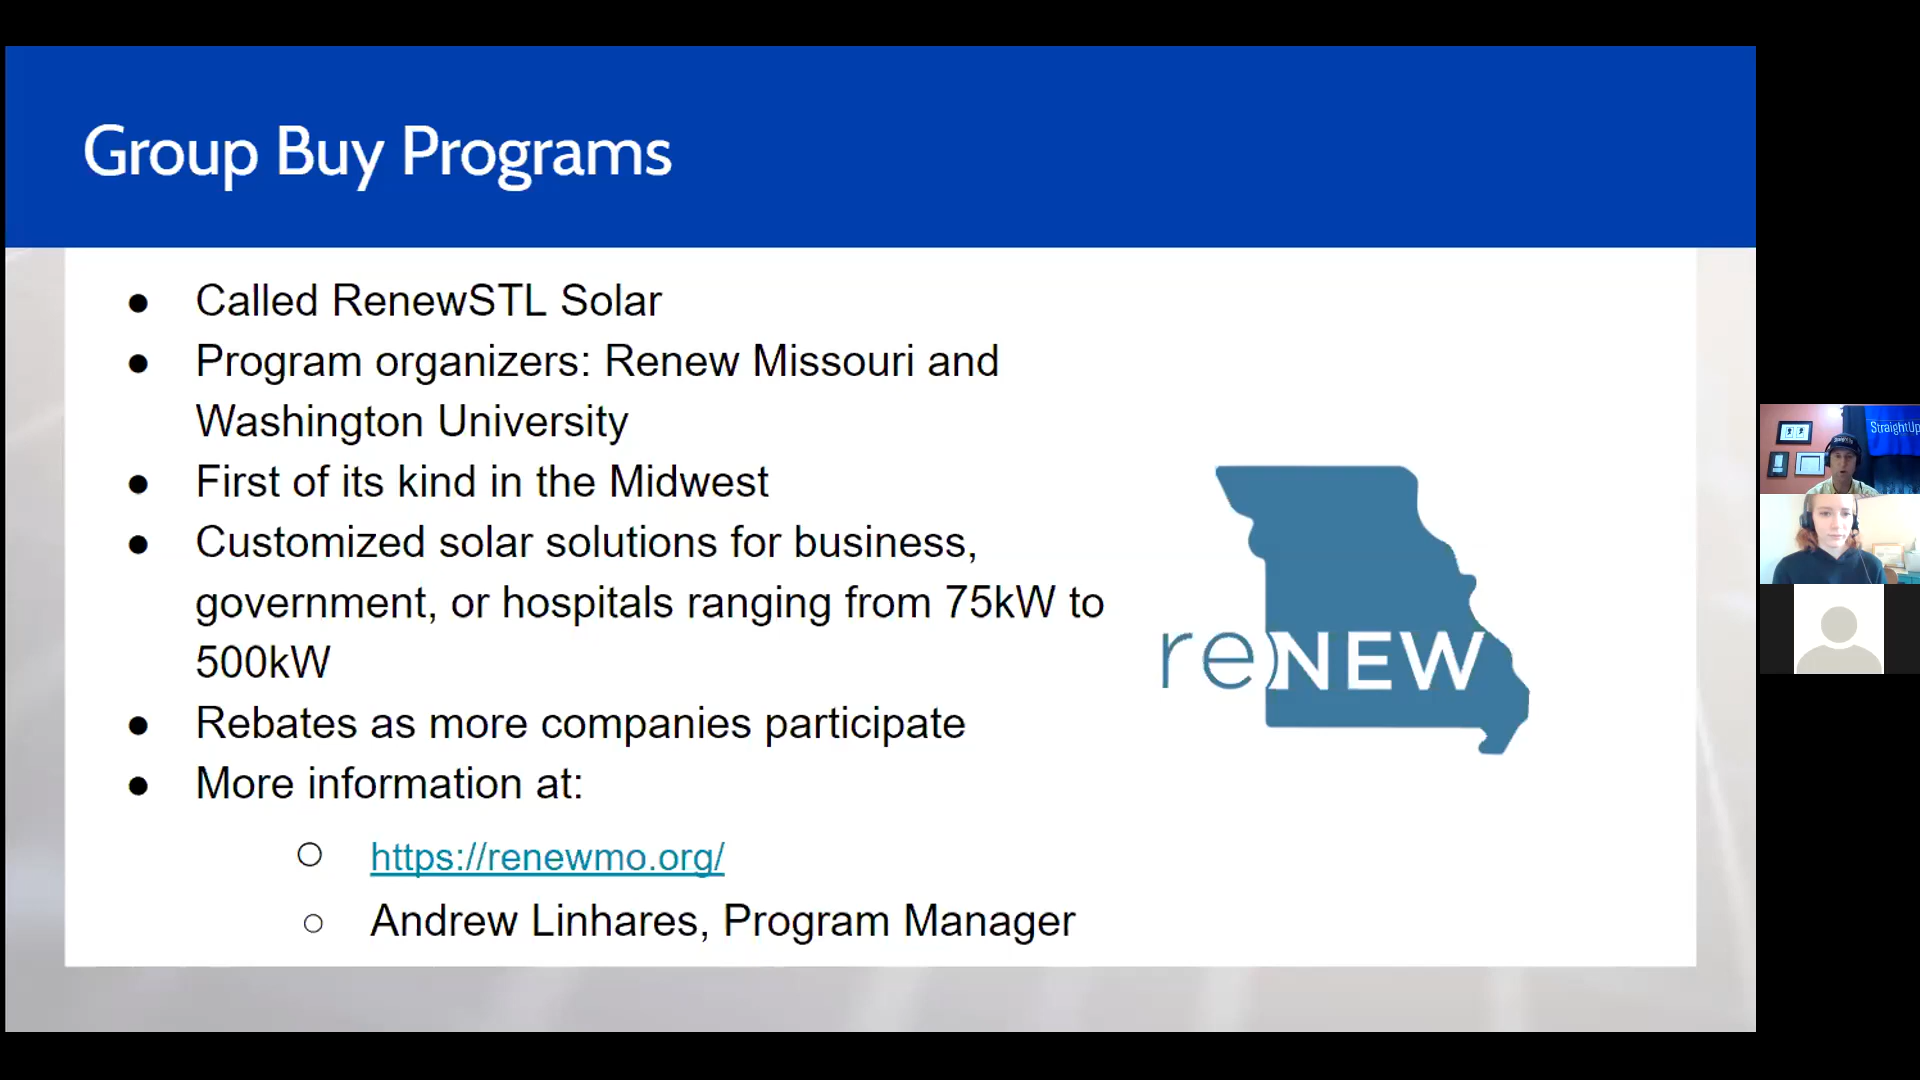 Group Buy Programs
● Called RenewSTL Solar
● Program organizers: Renew Missouri and
Washington University
● First of its kind in the Midwest
● Customized solar solutions for business,
government, or hospitals ranging from 75kW to
500kW
● Rebates as more companies participate
● More information at:
○ https://renewmo.org/
○ Andrew Linhares, Program Manager
reNEW
StraightUp